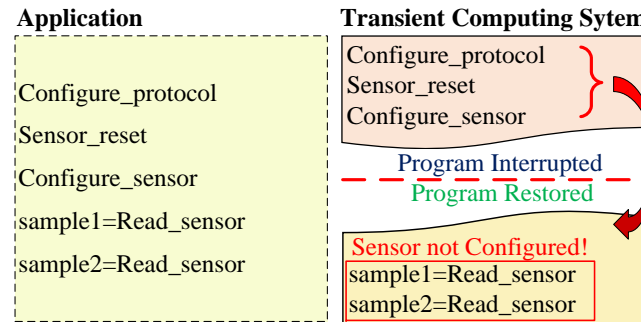 Application
Configure_protocol
Sensor_reset
Configure_sensor
sample1=Read_sensor
sample2=Read_sensor
Transient Computing Sytem
Configure_protocol
Sensor_reset
Configure_sensor
Program Interrupted
Program Restored
Sensor not Configured!
sample1=Read_sensor
sample2=Read_sensor